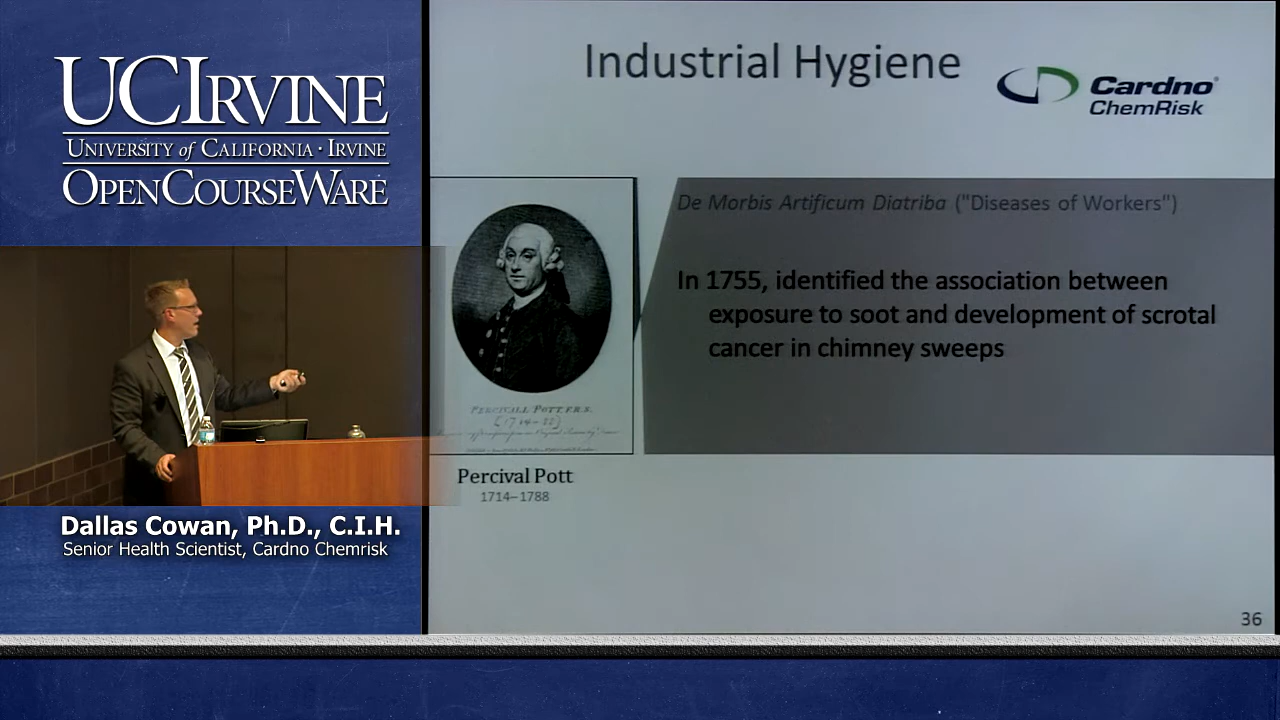 UCIRVINE
UNIVERSITY of CALIFORNIA · IRVINE
OPENCOURSEWARE
Dallas Cowan, Ph.D., C.I.H.
Senior Health Scientist, Cardno Chemrisk
Industrial Hygiene
Cardno®
ChemRisk
De Morbis Artificum Diatriba ("Diseases of Workers")
In 1755, identified the association between
exposure to soot and development of scrotal
cancer in chimney sweeps
PERCIVALL POTT F.R.S.
Percival Pott
1714–1788
36